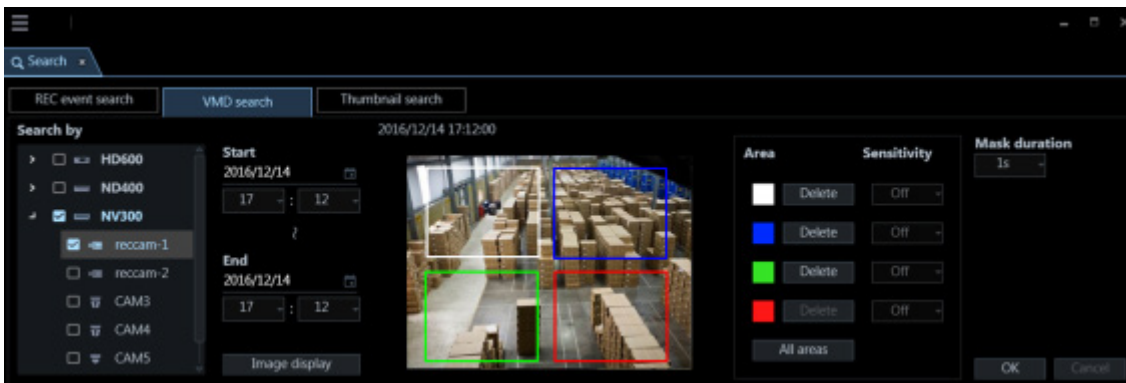 Search ×
REC event search VMD search Thumbnail search
Search by
2016/12/14 17:12:00
HD600
ND400
NV300
reccam-1
reccam-2
CAM3
CAM4
CAM5
Start
2016/12/14
17 : 12
~
End
2016/12/14
17 : 12
Image display
Area Sensitivity
Delete Off
Delete Off
Delete Off
Delete Off
All areas
Mask duration
1s
OK Cancel